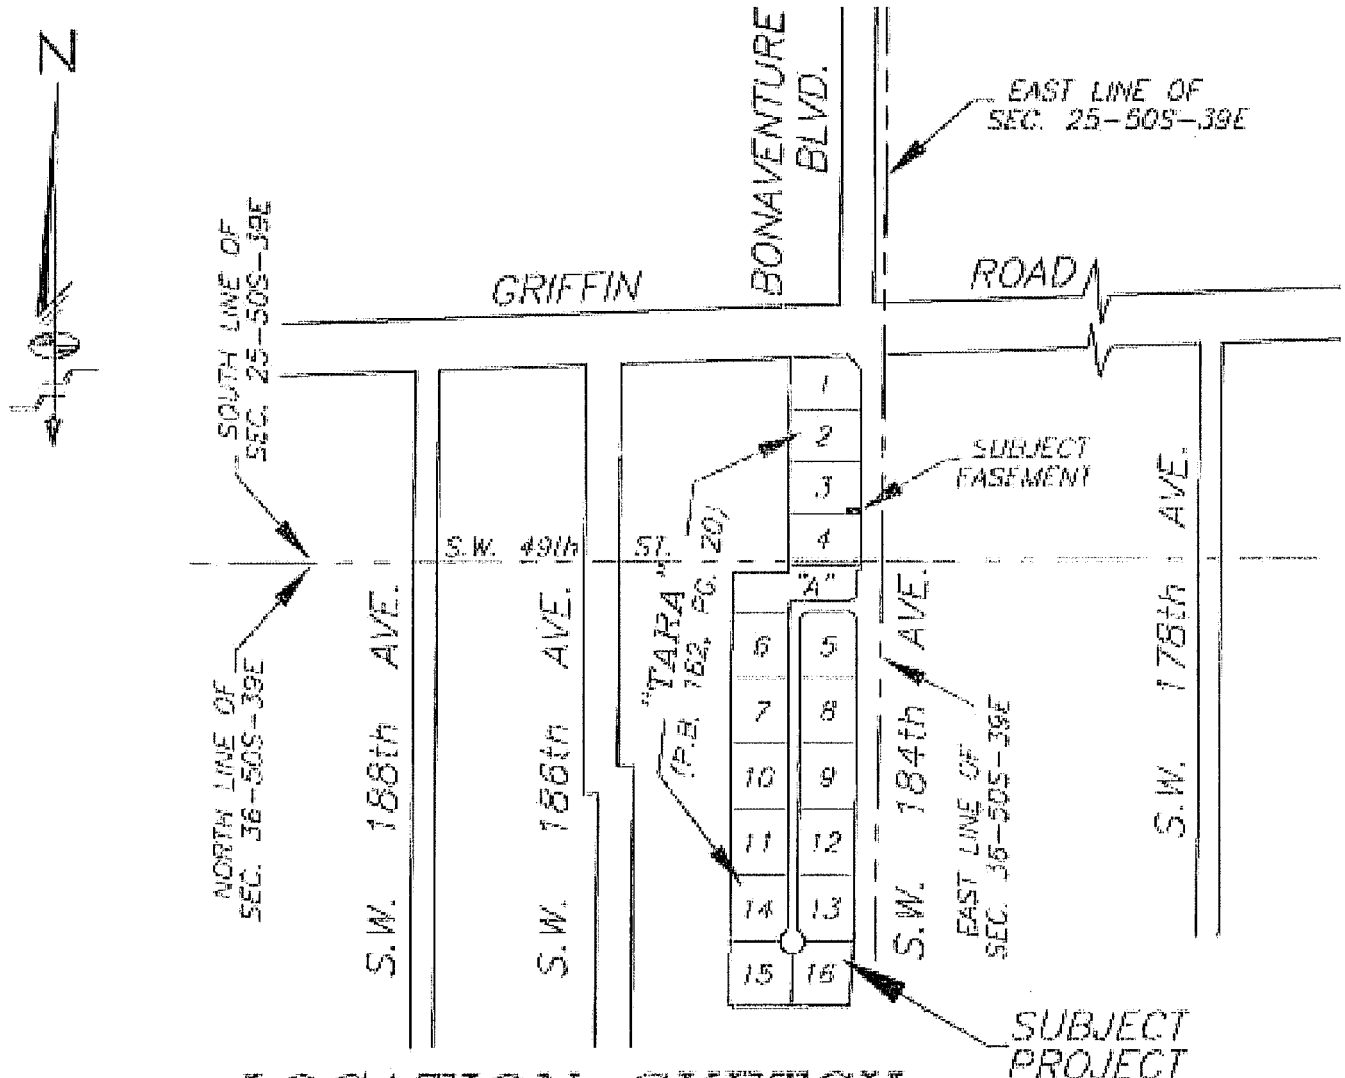 N
BONAVENTURE
BLVD.
EAST LINE OF
SEC. 25-50S-39E
SOUTH LINE OF
SEC. 25-50S-39E
GRIFFIN
ROAD
1
2
3
4
SUBJECT
EASEMENT
S.W. 49th ST.
"A"
"TARA"
(P.B. 162, PG. 20)
6
5
7
8
10
9
11
12
14
13
15
16
NORTH LINE OF
SEC. 36-50S-39E
S.W. 188th AVE.
S.W. 186th AVE.
S.W. 184th AVE.
EAST LINE OF
SEC. 36-50S-39E
S.W. 178th AVE.
SUBJECT
PROJECT